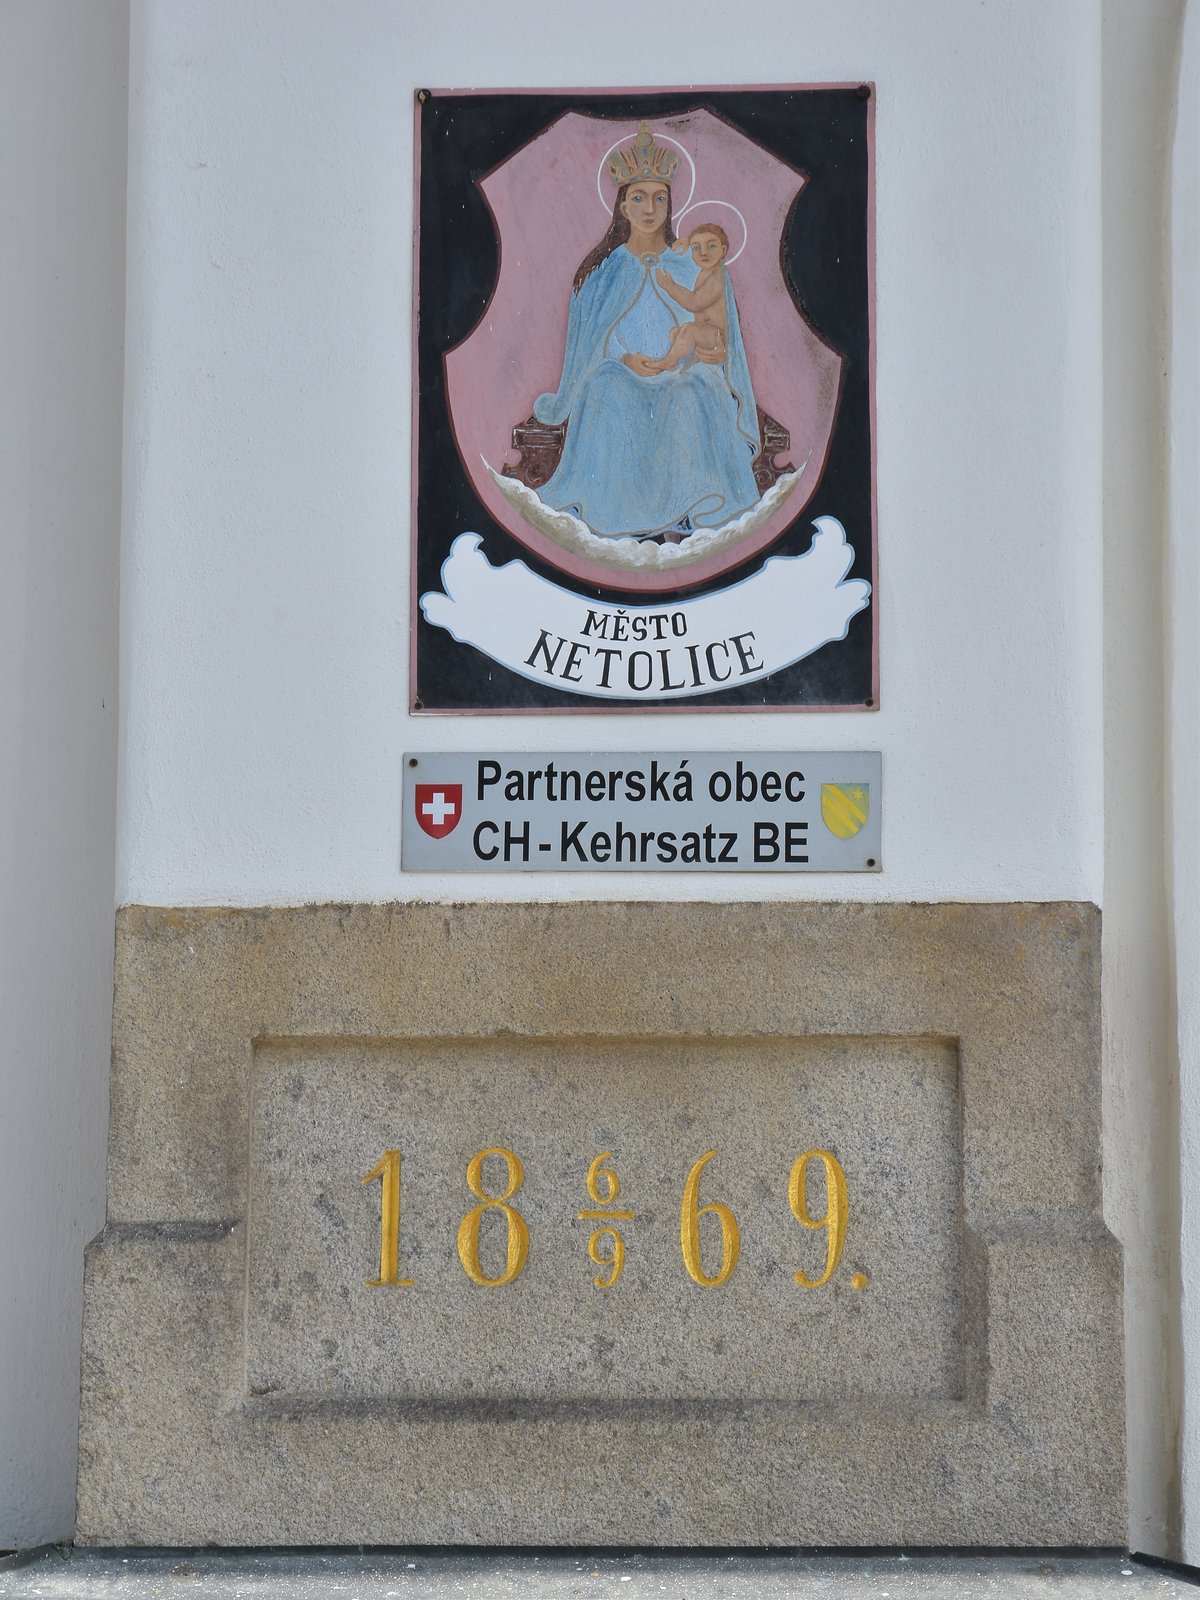 MĚSTO
NETOLICE
Partnerská obec
CH-Kehrsatz BE
18 6/9 69.